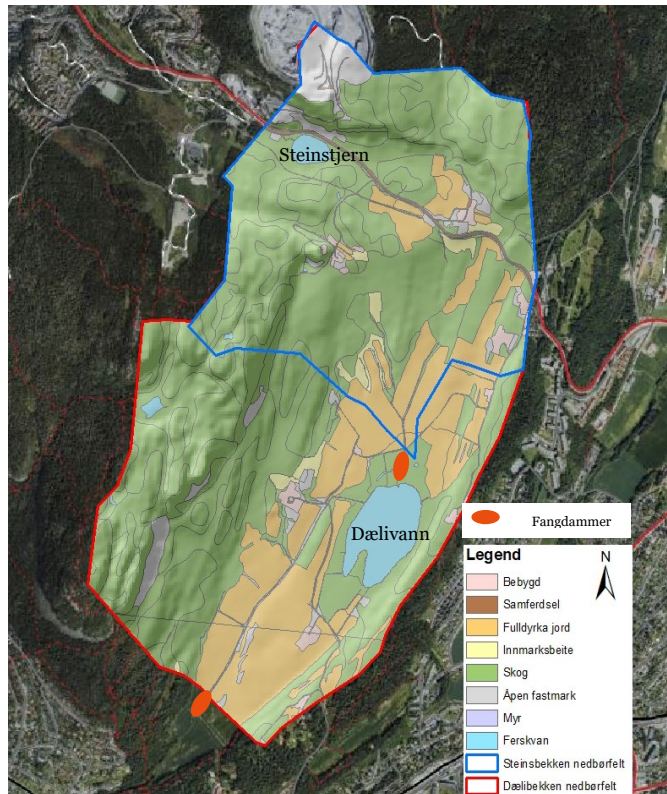 Steinstjern
Dælivann
Fangdammer
Legend
N
Bebygd
Samferdsel
Fulldyrka jord
Innmarksbeite
Skog
Åpen fastmark
Myr
Ferskvan
Steinsbekken nedbørfelt
Dælibekken nedbørfelt